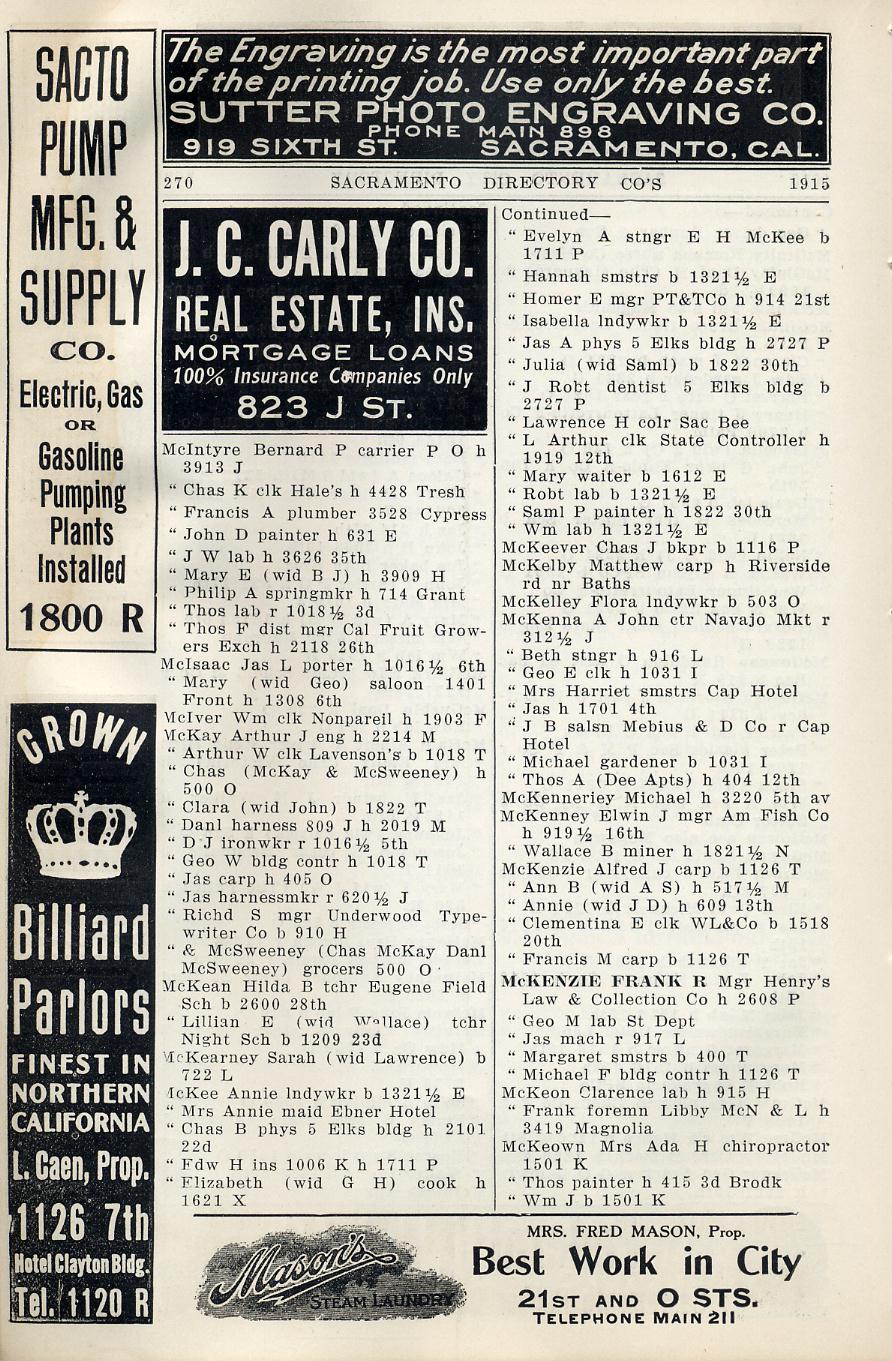 SACTO
PUMP
MFG. &
SUPPLY
CO.
Electric, Gas
OR
Gasoline
Pumping
Plants
Installed
1800 R
CROWN
Billiard
Parlors
FINEST IN
NORTHERN
CALIFORNIA
L. Caen, Prop.
1126 7th
Hotel Clayton Bldg.
Tel. 1120 R
The Engraving is the most important part
of the printing job. Use only the best.
SUTTER PHOTO ENGRAVING CO.
PHONE MAIN 898
919 SIXTH ST. SACRAMENTO, CAL.
270 SACRAMENTO DIRECTORY CO'S 1915
J. C. CARLY CO.
REAL ESTATE, INS.
MORTGAGE LOANS
100% Insurance Companies Only
823 J ST.
McIntyre Bernard P carrier P O h
3913 J
" Chas K clk Hale's h 4428 Tresh
" Francis A plumber 3528 Cypress
" John D painter h 631 E
" J W lab h 3626 35th
" Mary E (wid B J) h 3909 H
" Philip A springmkr h 714 Grant
" Thos lab r 1018½ 3d
" Thos F dist mgr Cal Fruit Grow-
ers Exch h 2118 26th
McIsaac Jas L porter h 1016½ 6th
" Mary (wid Geo) saloon 1401
Front h 1308 6th
McIver Wm clk Nonpareil h 1903 F
McKay Arthur J eng h 2214 M
" Arthur W clk Lavenson's b 1018 T
" Chas (McKay & McSweeney) h
500 O
" Clara (wid John) b 1822 T
" Danl harness 809 J h 2019 M
" D J ironwkr r 1016½ 5th
" Geo W bldg contr h 1018 T
" Jas carp h 405 O
" Jas harnessmkr r 620½ J
" Richd S mgr Underwood Type-
writer Co b 910 H
" & McSweeney (Chas McKay Danl
McSweeney) grocers 500 O
McKean Hilda B tchr Eugene Field
Sch b 2600 28th
" Lillian E (wid Wallace) tchr
Night Sch b 1209 23d
McKearney Sarah (wid Lawrence) b
722 L
McKee Annie lndywkr b 1321½ E
" Mrs Annie maid Ebner Hotel
" Chas B phys 5 Elks bldg h 2101
22d
" Edw H ins 1006 K h 1711 P
" Elizabeth (wid G H) cook h
1621 X
Continued—
" Evelyn A stngr E H McKee b
1711 P
" Hannah smstrs b 1321½ E
" Homer E mgr PT&TCo h 914 21st
" Isabella lndywkr b 1321½ E
" Jas A phys 5 Elks bldg h 2727 P
" Julia (wid Saml) b 1822 30th
" J Robt dentist 5 Elks bldg b
2727 P
" Lawrence H colr Sac Bee
" L Arthur clk State Controller h
1919 12th
" Mary waiter b 1612 E
" Robt lab b 1321½ E
" Saml P painter h 1822 30th
" Wm lab h 1321½ E
McKeever Chas J bkpr b 1116 P
McKelby Matthew carp h Riverside
rd nr Baths
McKelley Flora lndywkr b 503 O
McKenna A John ctr Navajo Mkt r
312½ J
" Beth stngr h 916 L
" Geo E clk h 1031 I
" Mrs Harriet smstrs Cap Hotel
" Jas h 1701 4th
" J B salsn Mebius & D Co r Cap
Hotel
" Michael gardener b 1031 I
" Thos A (Dee Apts) h 404 12th
McKenneriey Michael h 3220 5th av
McKenney Elwin J mgr Am Fish Co
h 919½ 16th
" Wallace B miner h 1821½ N
McKenzie Alfred J carp b 1126 T
" Ann B (wid A S) h 517½ M
" Annie (wid J D) h 609 13th
" Clementina E clk WL&Co b 1518
20th
" Francis M carp b 1126 T
McKENZIE FRANK R Mgr Henry's
Law & Collection Co h 2608 P
" Geo M lab St Dept
" Jas mach r 917 L
" Margaret smstrs b 400 T
" Michael F bldg contr h 1126 T
McKeon Clarence lab h 915 H
" Frank foremn Libby McN & L h
3419 Magnolia
McKeown Mrs Ada H chiropractor
1501 K
" Thos painter h 415 3d Brodk
" Wm J b 1501 K
Mason's
STEAM LAUNDRY
MRS. FRED MASON, Prop.
Best Work in City
21ST AND O STS.
TELEPHONE MAIN 211